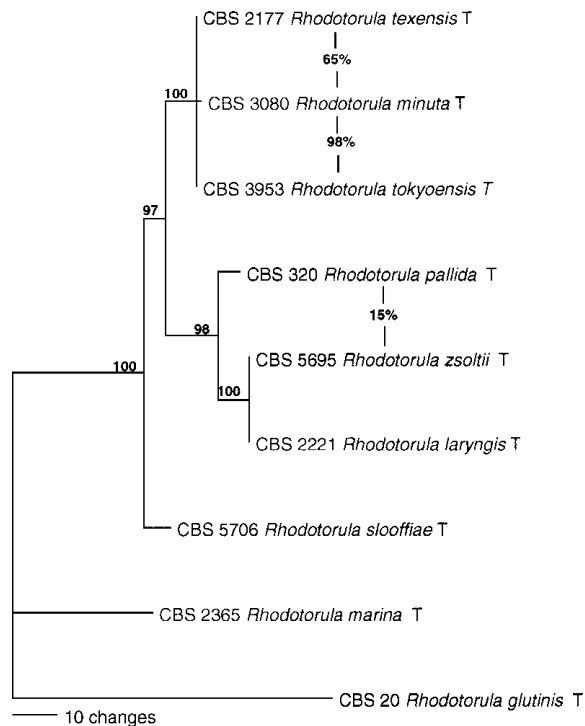 CBS 2177 Rhodotorula texensis T
65%
100
CBS 3080 Rhodotorula minuta T
98%
CBS 3953 Rhodotorula tokyoensis T
97
CBS 320 Rhodotorula pallida T
15%
98
CBS 5695 Rhodotorula zsoltii T
100
100
CBS 2221 Rhodotorula laryngis T
CBS 5706 Rhodotorula slooffiae T
CBS 2365 Rhodotorula marina T
CBS 20 Rhodotorula glutinis T
10 changes